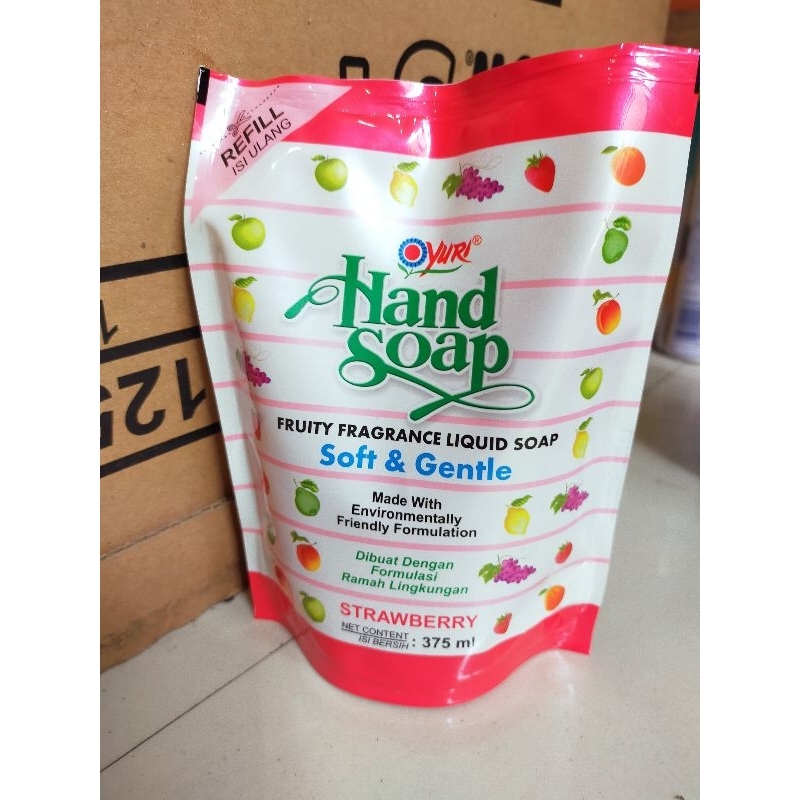 REFILL
ISI ULANG
YURI®
Hand
Soap
FRUITY FRAGRANCE LIQUID SOAP
Soft & Gentle
Made With
Environmentally
Friendly Formulation
Dibuat Dengan
Formulasi
Ramah Lingkungan
STRAWBERRY
NET CONTENT
ISI BERSIH : 375 ml
125